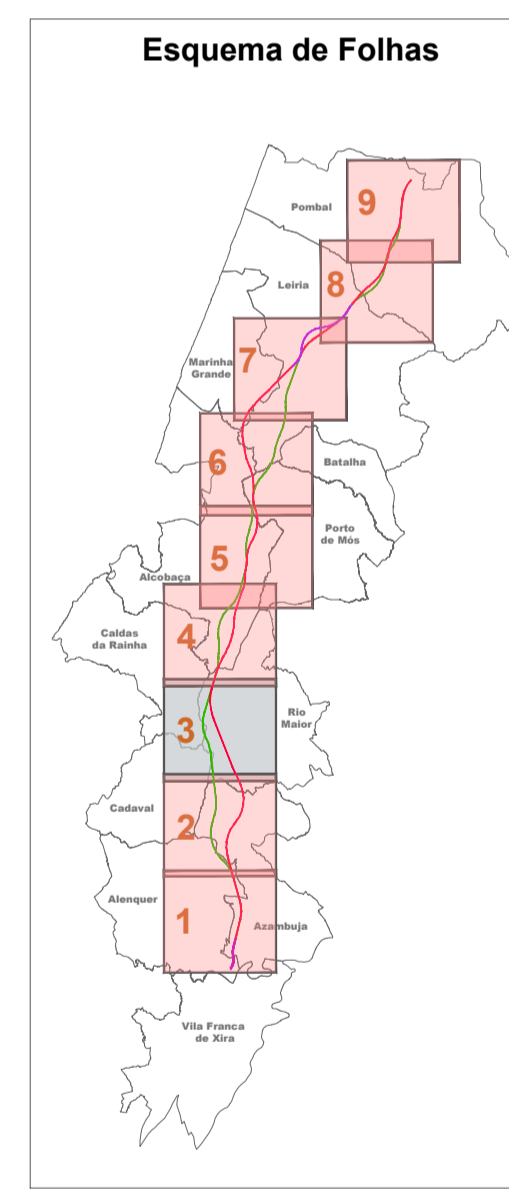 Esquema de Folhas
9
Pombal
8
Leiria
7
Marinha
Grande
6
Batalha
5
Porto
de Mós
Alcobaça
4
Caldas
da Rainha
3
Rio
Maior
2
Cadaval
1
Alenquer
Azambuja
Vila Franca
de Xira